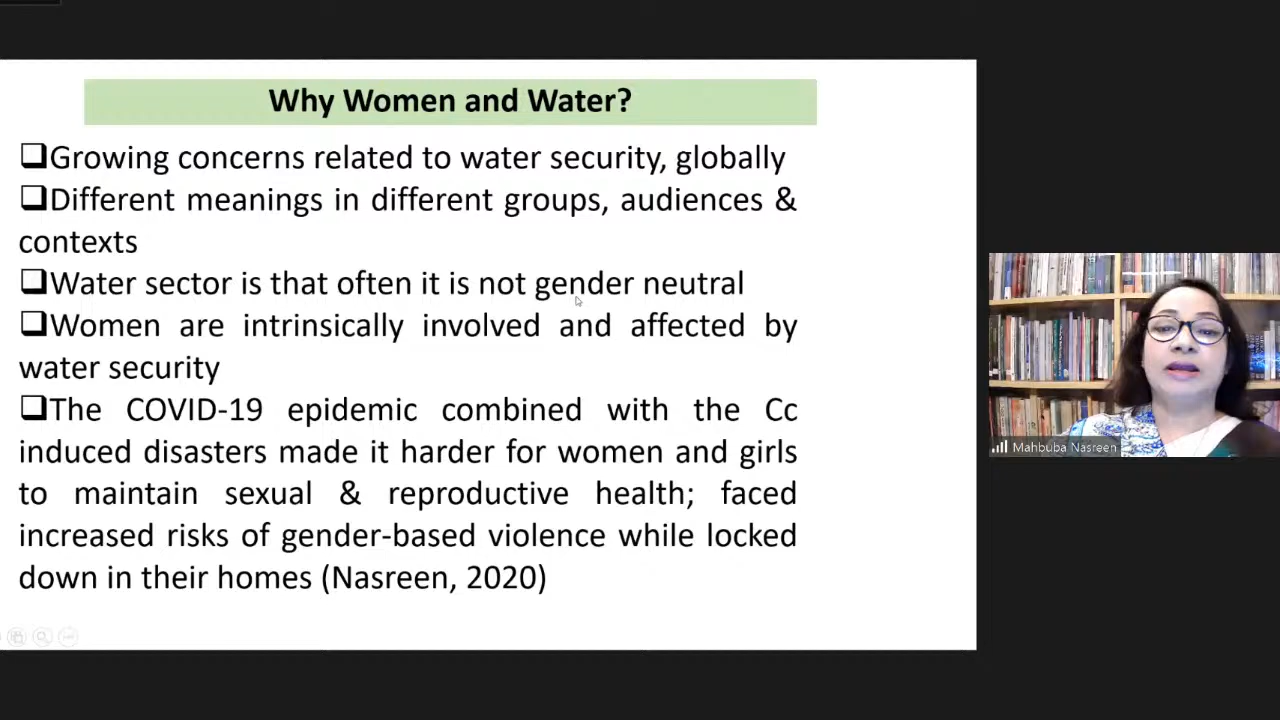 Why Women and Water?
❑Growing concerns related to water security, globally
❑Different meanings in different groups, audiences &
contexts
❑Water sector is that often it is not gender neutral
❑Women are intrinsically involved and affected by
water security
❑The COVID-19 epidemic combined with the Cc
induced disasters made it harder for women and girls
to maintain sexual & reproductive health; faced
increased risks of gender-based violence while locked
down in their homes (Nasreen, 2020)
Mahbuba Nasreen